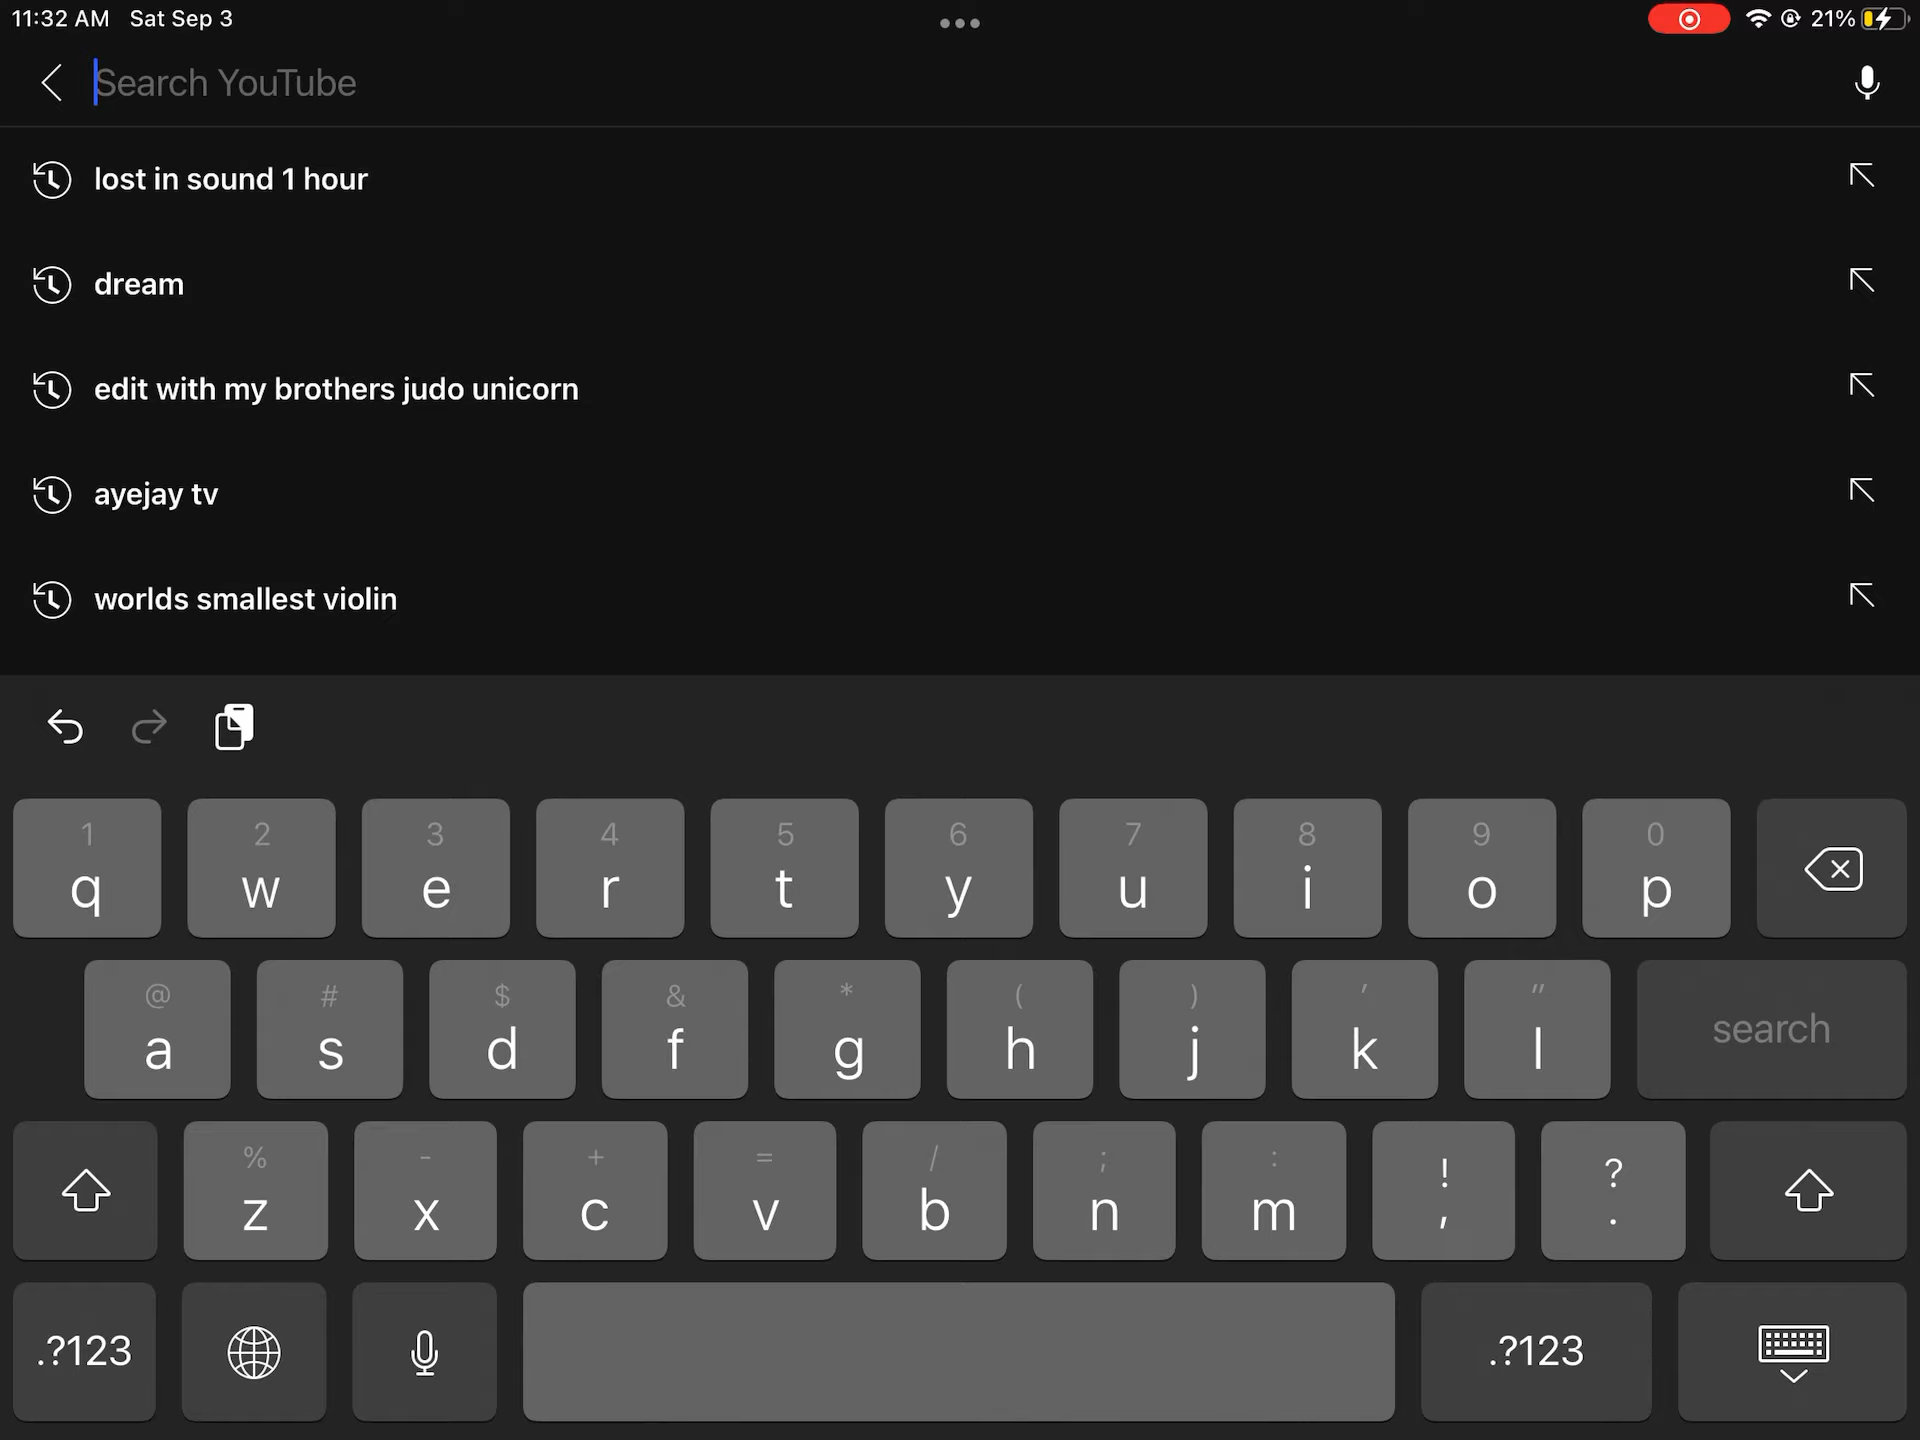 11:32 AM Sat Sep 3
21%
Search YouTube
lost in sound 1 hour
dream
edit with my brothers judo unicorn
ayejay tv
worlds smallest violin
1 2 3 4 5 6 7 8 9 0
q w e r t y u i o p
@ # $ & * ( ) ' "
a s d f g h j k l search
% - + = / ; : ! ?
z x c v b n m , .
.?123 .?123